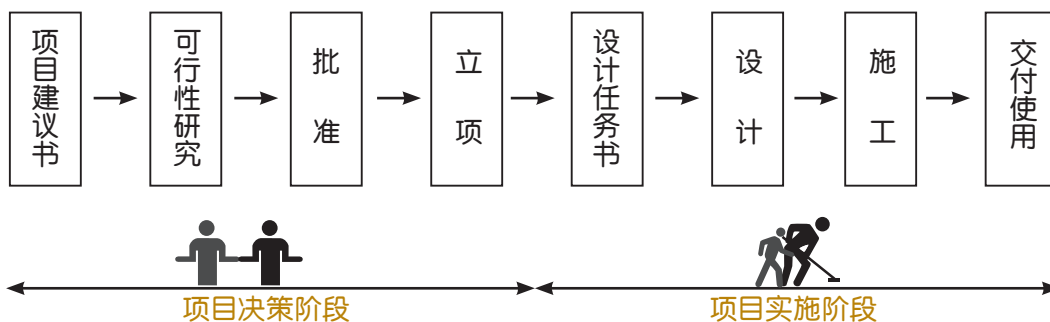 项目建议书
可行性研究
批准
立项
设计任务书
设计
施工
交付使用
项目决策阶段
项目实施阶段